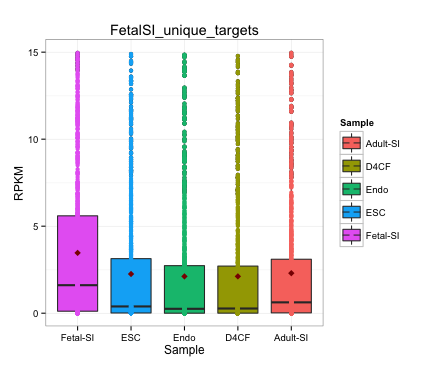 FetalSI_unique_targets
15
10
5
0
RPKM
Fetal-SI ESC Endo D4CF Adult-SI
Sample
Sample
Adult-SI
D4CF
Endo
ESC
Fetal-SI